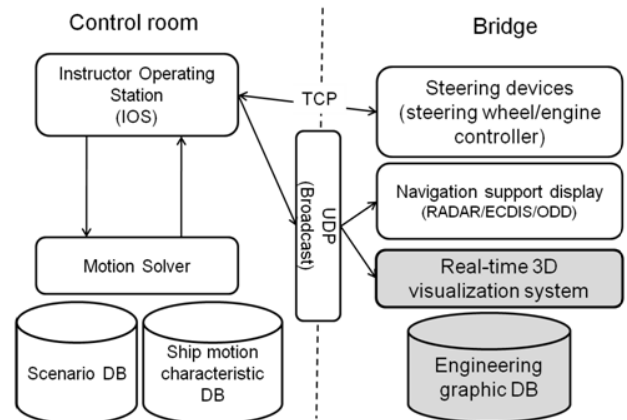 Control room
Bridge
Instructor Operating
Station
(IOS)
TCP
Steering devices
(steering wheel/engine
controller)
UDP
(Broadcast)
Navigation support display
(RADAR/ECDIS/ODD)
Motion Solver
Real-time 3D
visualization system
Scenario DB
Ship motion
characteristic
DB
Engineering
graphic DB